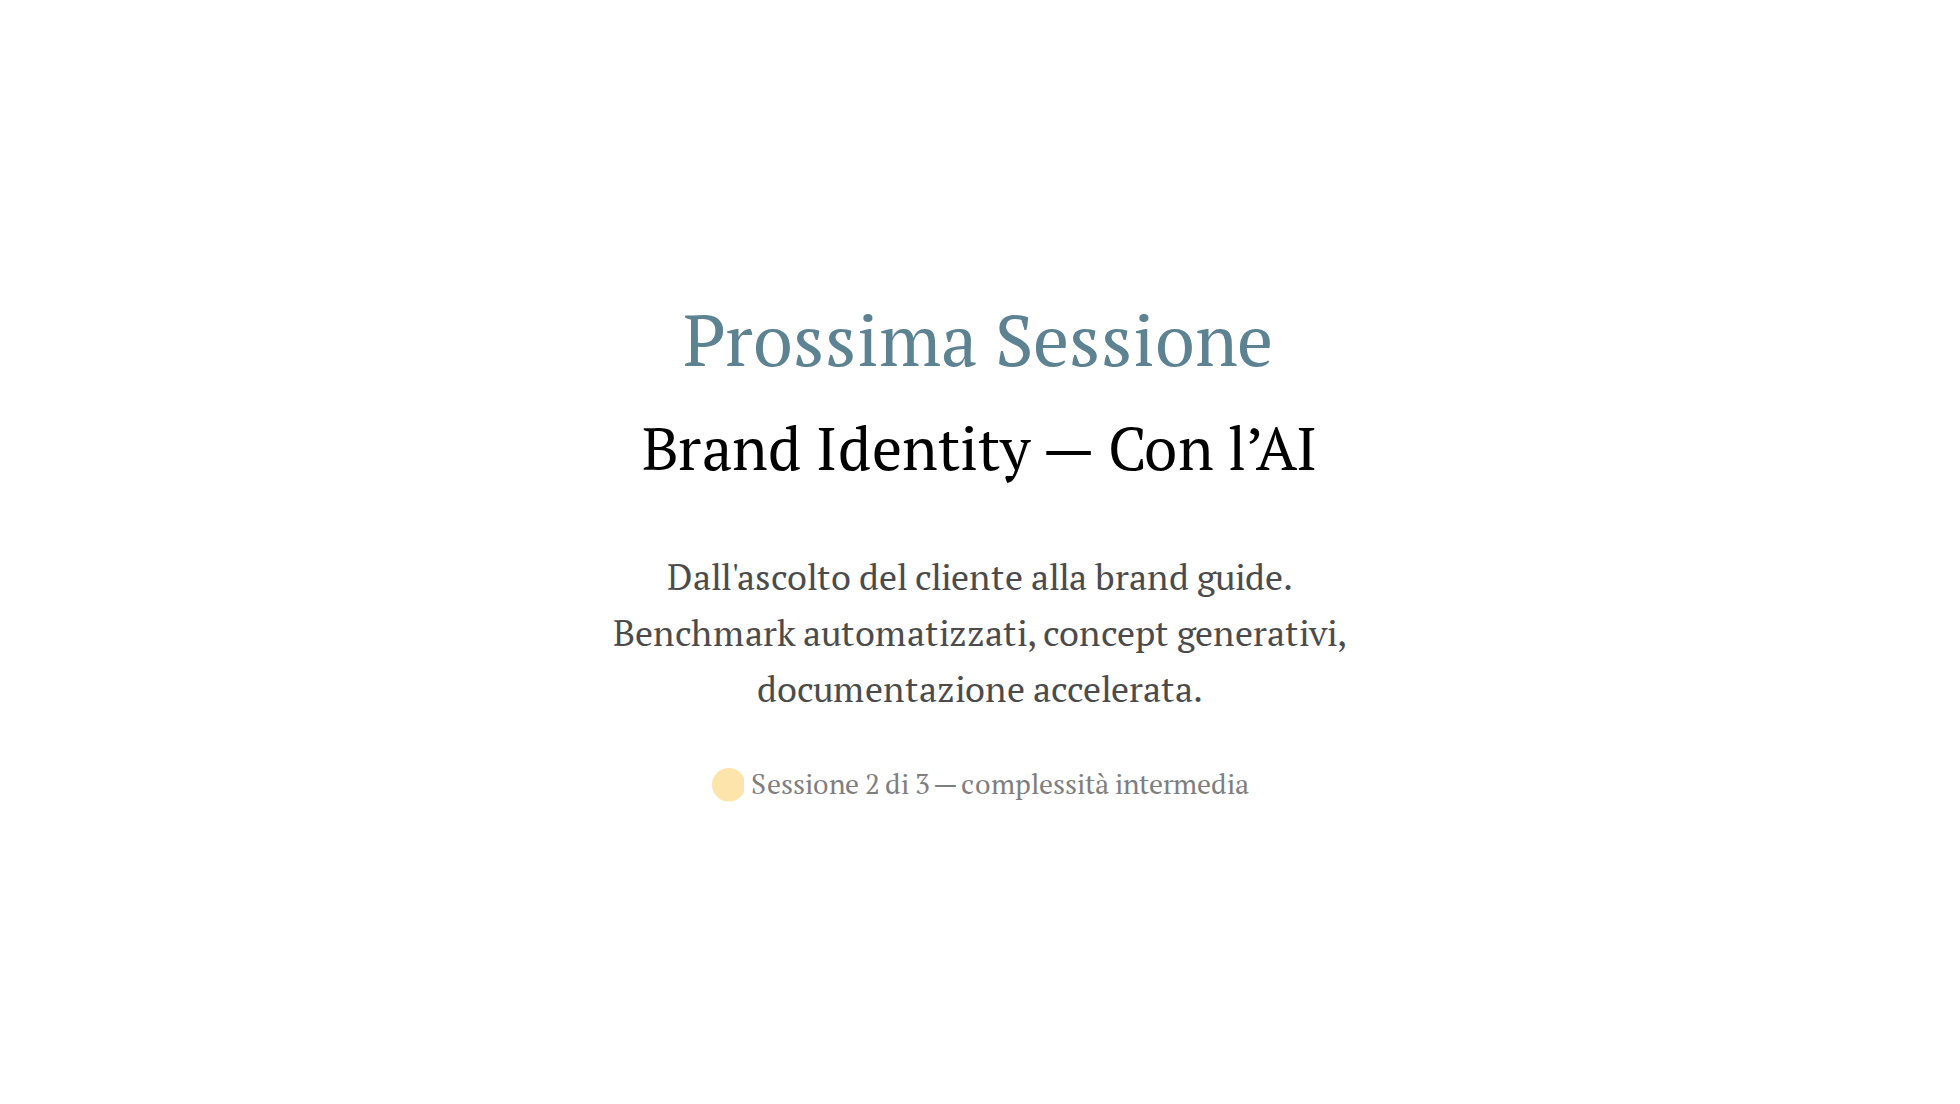 Prossima Sessione
Brand Identity — Con l’AI
Dall'ascolto del cliente alla brand guide.
Benchmark automatizzati, concept generativi,
documentazione accelerata.
Sessione 2 di 3 — complessità intermedia